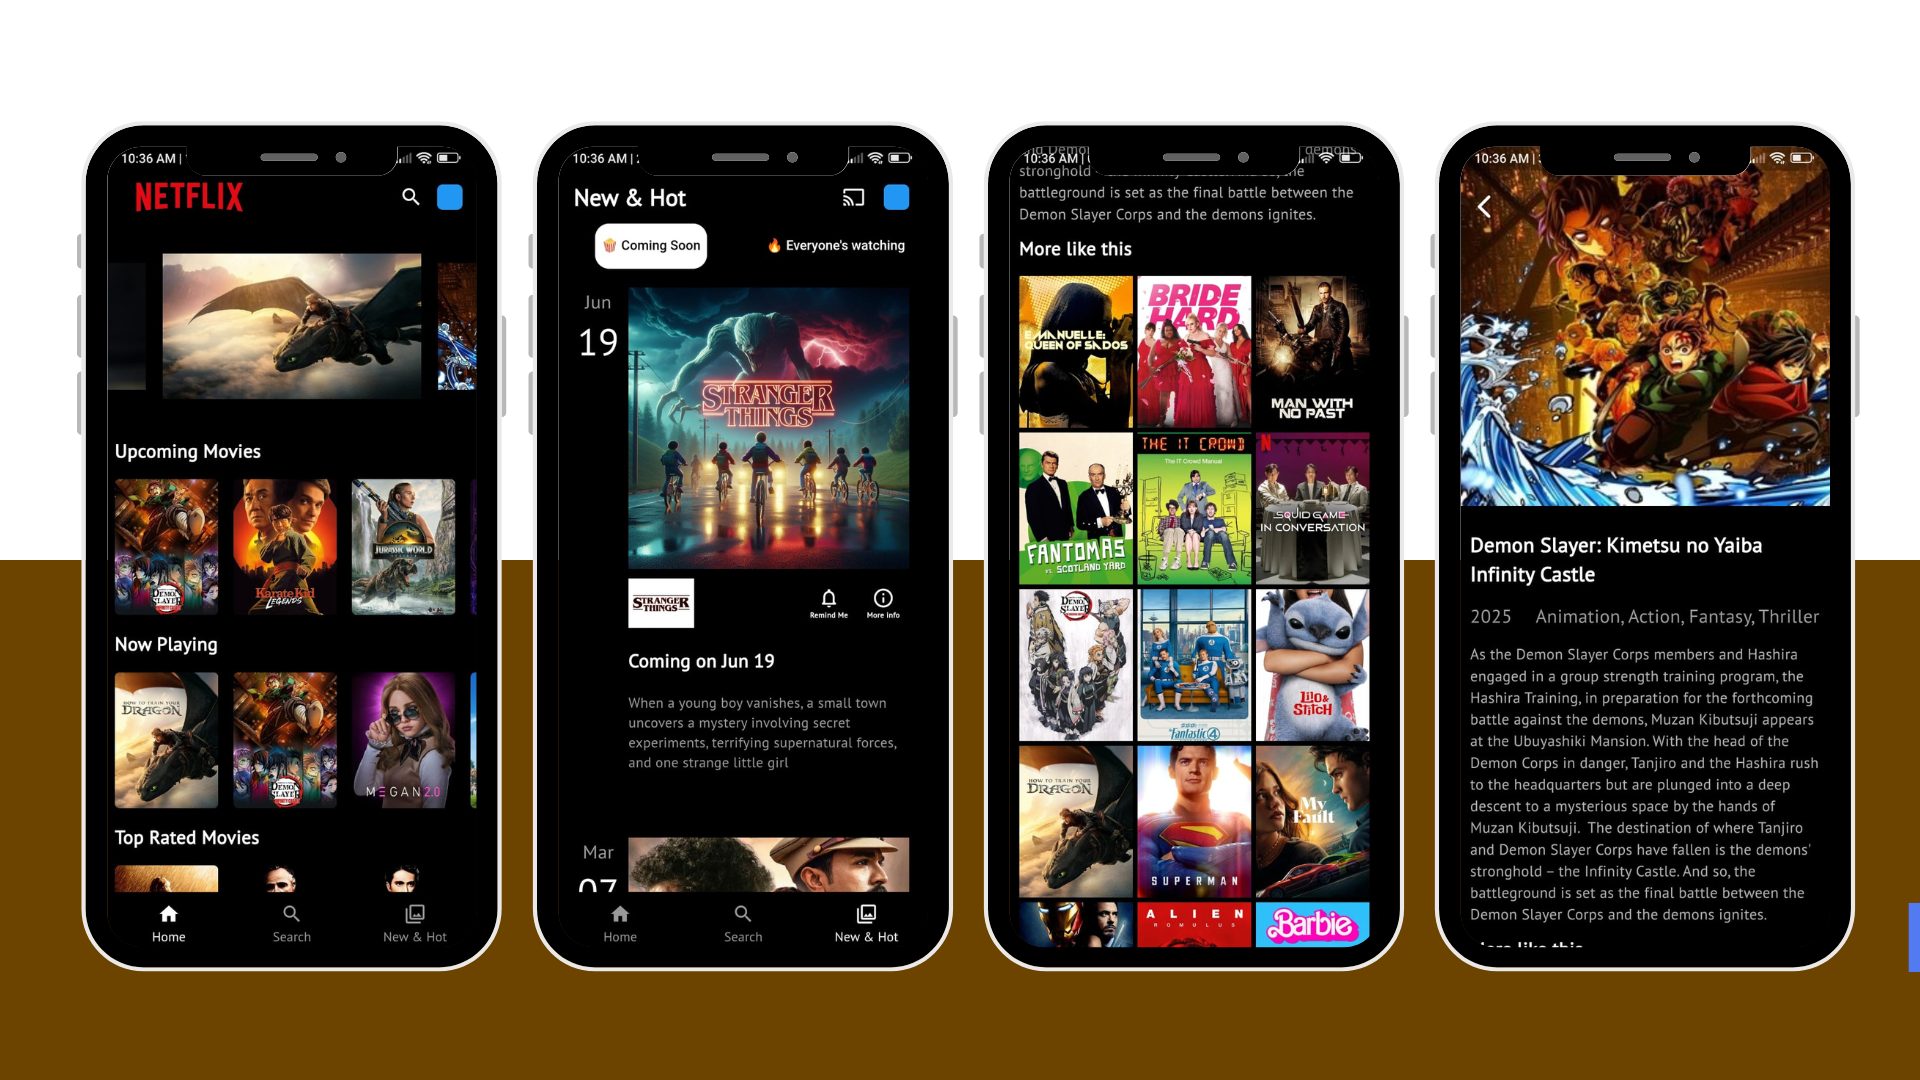 10:36 AM |
NETFLIX
Upcoming Movies
DEMON SLAYER
Karate Kid
LEGENDS
JURASSIC WORLD
Now Playing
HOW TO TRAIN YOUR
DRAGON
DEMON SLAYER
M3GAN 2.0
Top Rated Movies
Home
Search
New & Hot
10:36 AM |
New & Hot
🍿 Coming Soon
🔥 Everyone's watching
Jun
19
STRANGER
THINGS
STRANGER
THINGS
Remind Me
More Info
Coming on Jun 19
When a young boy vanishes, a small town
uncovers a mystery involving secret
experiments, terrifying supernatural forces,
and one strange little girl
Mar
07
Home
Search
New & Hot
10:36 AM |
demons
stronghold
battleground is set as the final battle between the
Demon Slayer Corps and the demons ignites.
More like this
EMANUELLE:
QUEEN OF SADOS
BRIDE
HARD
MAN WITH
NO PAST
FANTOMAS
VS. SCOTLAND YARD
THE IT CROWD
The IT Crowd Manual
N
SQUID GAME
IN CONVERSATION
DEMON SLAYER
Fantastic 4
Lilo &
Stitch
HOW TO TRAIN YOUR
DRAGON
SUPERMAN
My
Fault
ALIEN
ROMULUS
Barbie
10:36 AM |
Demon Slayer: Kimetsu no Yaiba
Infinity Castle
2025 Animation, Action, Fantasy, Thriller
As the Demon Slayer Corps members and Hashira
engaged in a group strength training program, the
Hashira Training, in preparation for the forthcoming
battle against the demons, Muzan Kibutsuji appears
at the Ubuyashiki Mansion. With the head of the
Demon Corps in danger, Tanjiro and the Hashira rush
to the headquarters but are plunged into a deep
descent to a mysterious space by the hands of
Muzan Kibutsuji.  The destination of where Tanjiro
and Demon Slayer Corps have fallen is the demons'
stronghold – the Infinity Castle. And so, the
battleground is set as the final battle between the
Demon Slayer Corps and the demons ignites.
More like this